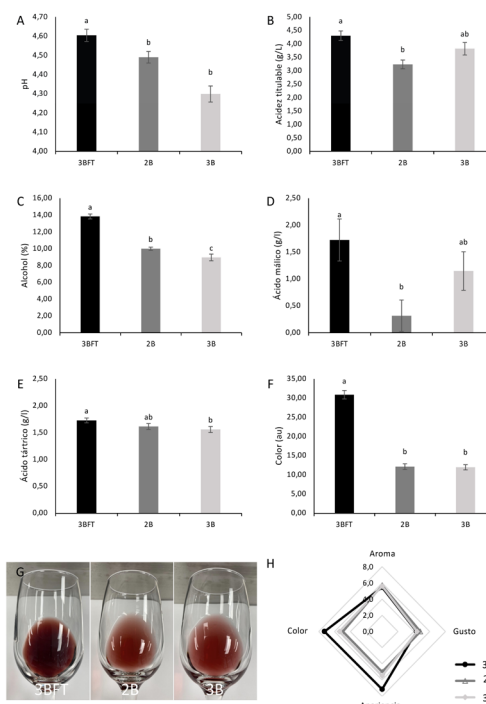 A
4,70
4,60
4,50
4,40
4,30
4,20
4,10
4,00
pH
a
b
b
3BFT 2B 3B
B
5,00
4,50
4,00
3,50
3,00
2,50
2,00
1,50
1,00
0,50
0,00
Acidez titulable (g/L)
a
b
ab
3BFT 2B 3B
C
16,00
14,00
12,00
10,00
8,00
6,00
4,00
2,00
0,00
Alcohol (%)
a
b
c
3BFT 2B 3B
D
2,50
2,00
1,50
1,00
0,50
0,00
Ácido málico (g/l)
a
b
ab
3BFT 2B 3B
E
2,50
2,00
1,50
1,00
0,50
0,00
Ácido tártrico (g/l)
a
ab
b
3BFT 2B 3B
F
35,00
30,00
25,00
20,00
15,00
10,00
5,00
0,00
Color (au)
a
b
b
3BFT 2B 3B
G
3BFT 2B 3B
H
Aroma
8,0
6,0
4,0
2,0
0,0
Color
Gusto
3
2
3